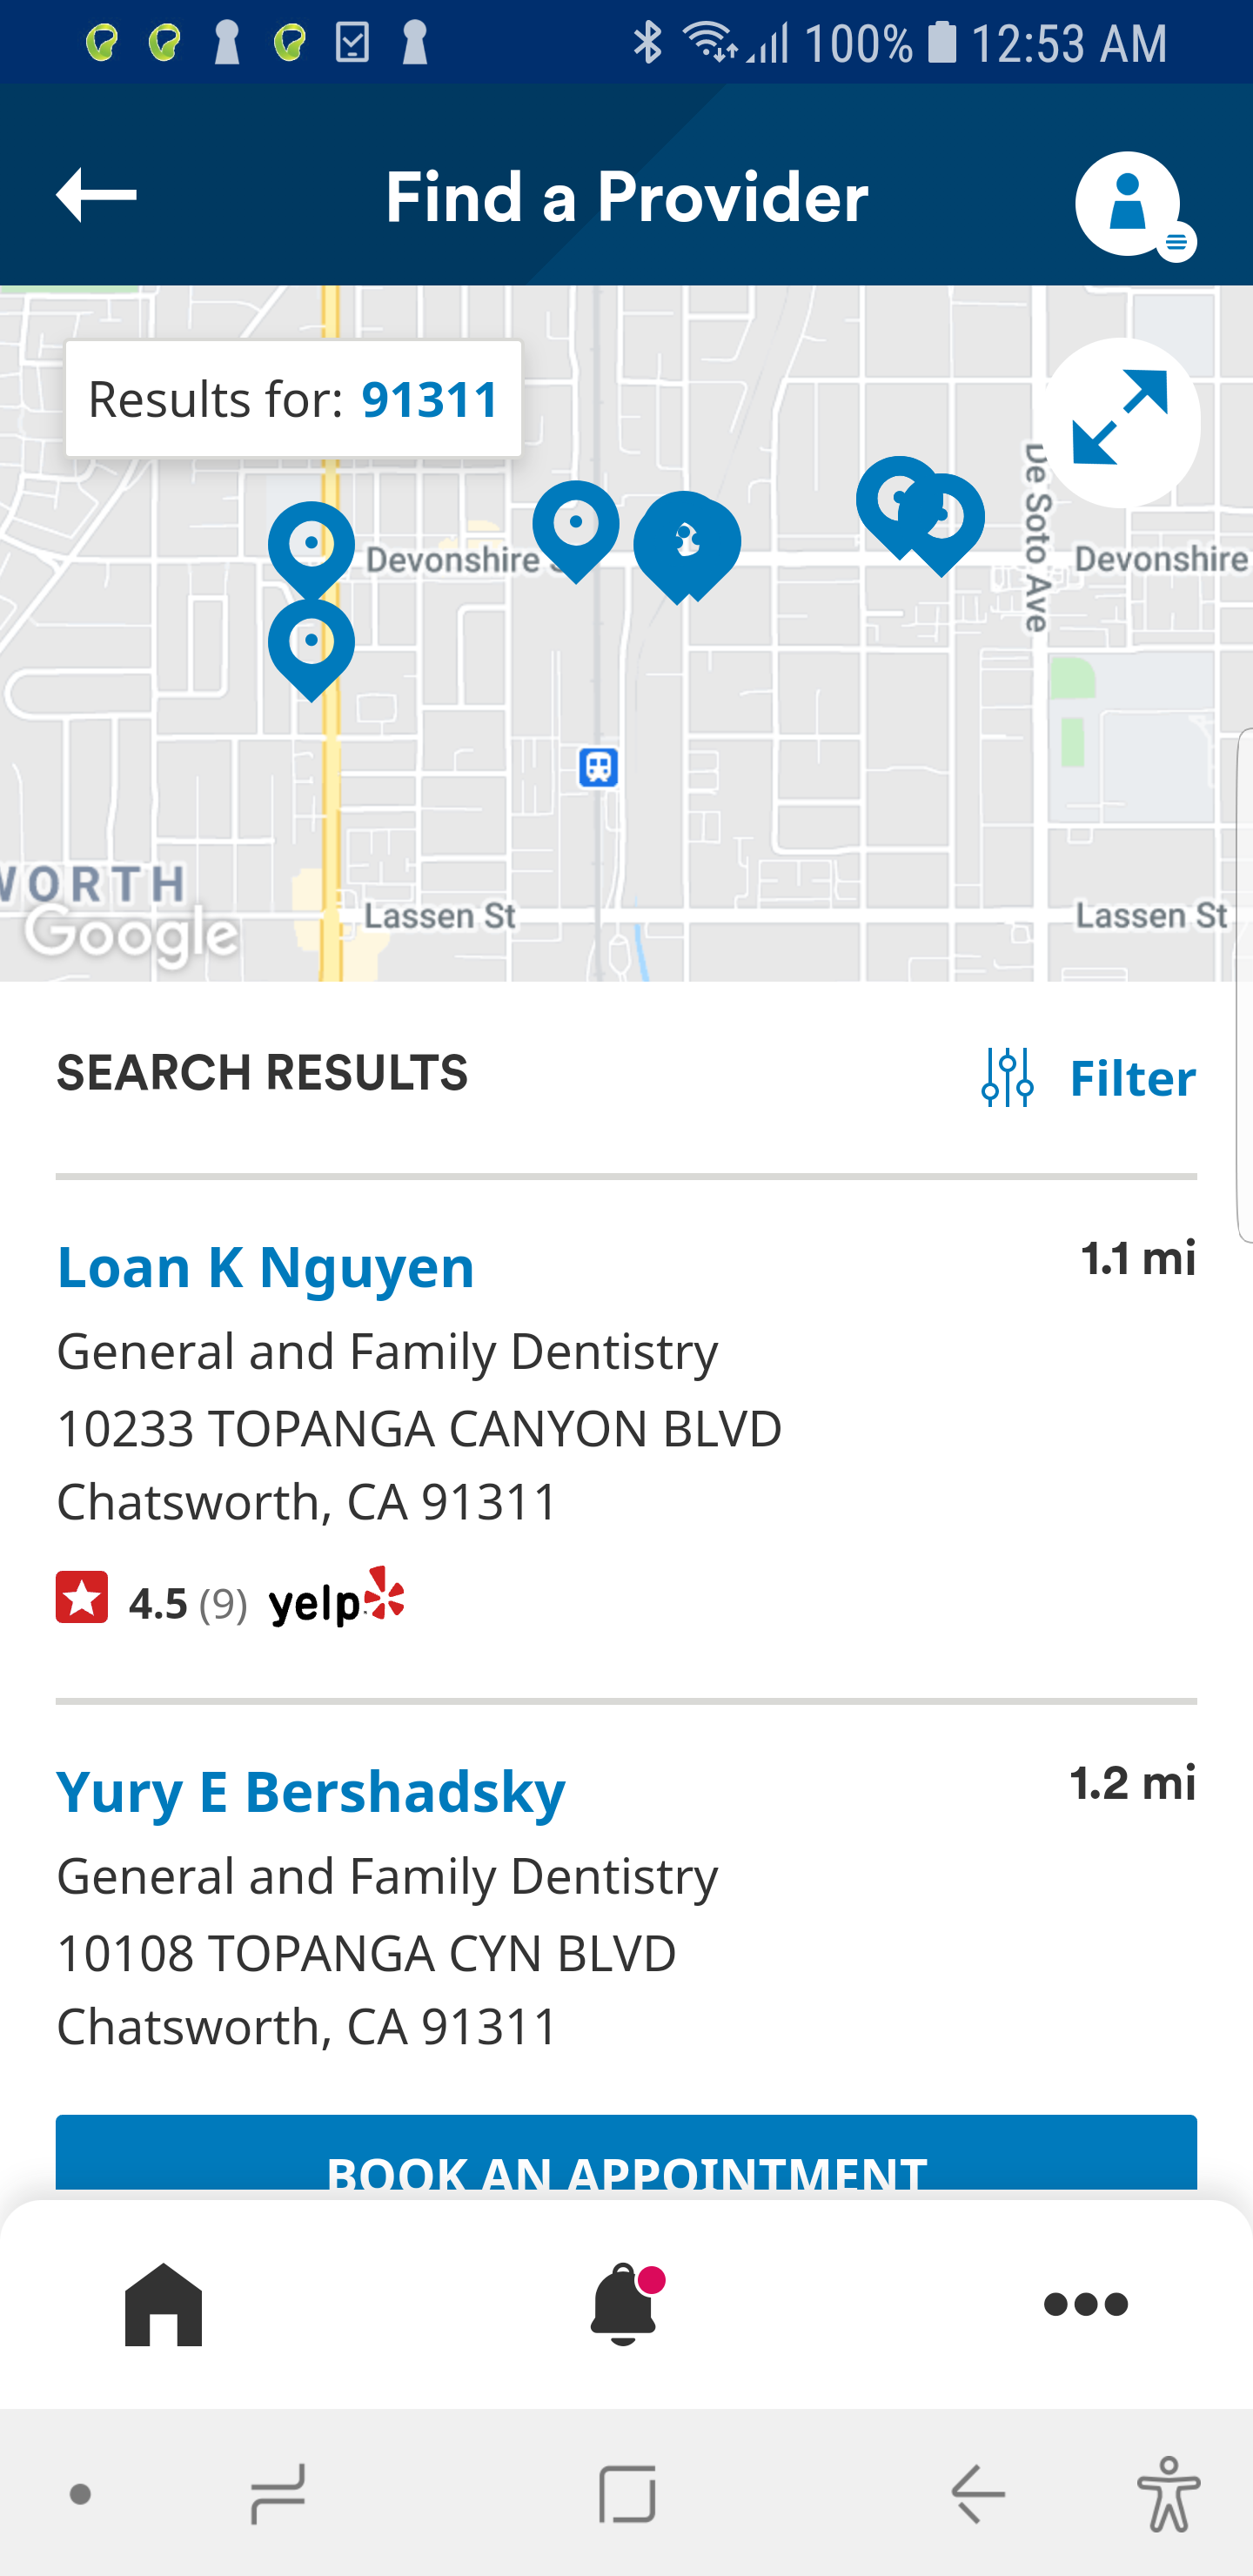 100% 12:53 AM
Find a Provider
Results for: 91311
Devonshire
De Soto Ave
Devonshire
WORTH
Google
Lassen St
Lassen St
SEARCH RESULTS
Filter
Loan K Nguyen
1.1 mi
General and Family Dentistry
10233 TOPANGA CANYON BLVD
Chatsworth, CA 91311
4.5 (9) yelp
Yury E Bershadsky
1.2 mi
General and Family Dentistry
10108 TOPANGA CYN BLVD
Chatsworth, CA 91311
BOOK AN APPOINTMENT